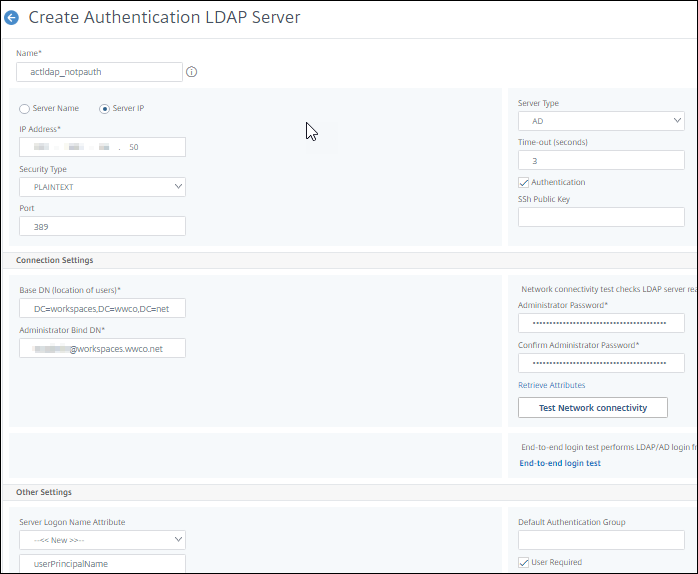 Create Authentication LDAP Server
Name*
actldap_notpauth
Server Name
Server IP
IP Address*
. 50
Security Type
PLAINTEXT
Port
389
Server Type
AD
Time-out (seconds)
3
Authentication
SSh Public Key
Connection Settings
Base DN (location of users)*
DC=workspaces,DC=wwco,DC=net
Administrator Bind DN*
@workspaces.wwco.net
Network connectivity test checks LDAP server rea
Administrator Password*
Confirm Administrator Password*
Retrieve Attributes
Test Network connectivity
End-to-end login test performs LDAP/AD login fr
End-to-end login test
Other Settings
Server Logon Name Attribute
--<< New >>--
userPrincipalName
Default Authentication Group
User Required